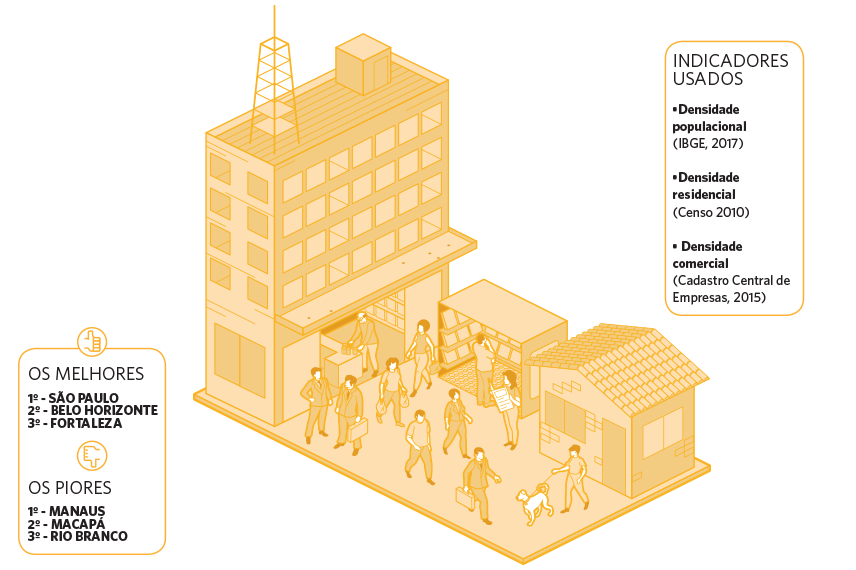 INDICADORES
USADOS
•Densidade
populacional
(IBGE, 2017)
•Densidade
residencial
(Censo 2010)
• Densidade
comercial
(Cadastro Central de
Empresas, 2015)
OS MELHORES
1º - SÃO PAULO
2º - BELO HORIZONTE
3º - FORTALEZA
OS PIORES
1º - MANAUS
2º - MACAPÁ
3º - RIO BRANCO